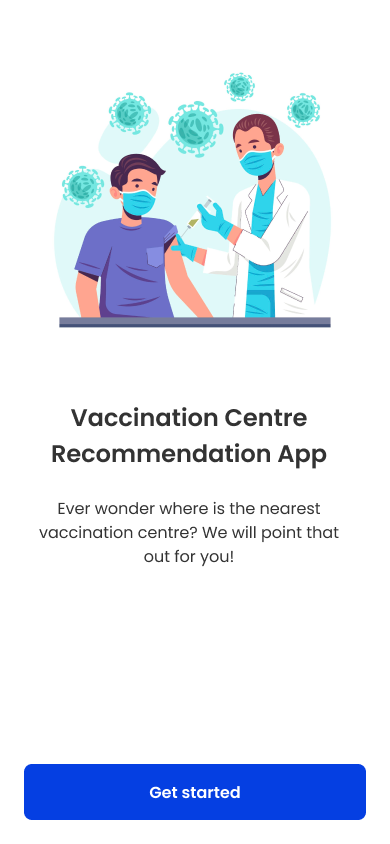 Vaccination Centre
Recommendation App
Ever wonder where is the nearest
vaccination centre? We will point that
out for you!
Get started